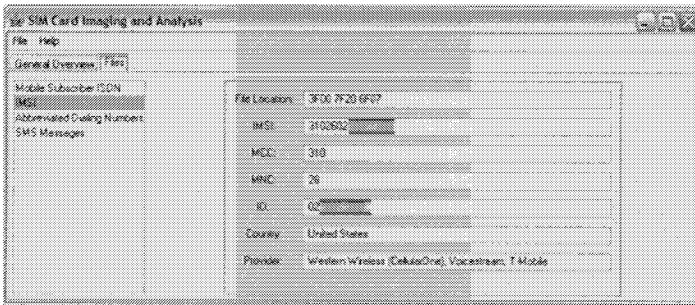 SIM Card Imaging and Analysis
File Help
General Overview Files
Mobile Subscriber ISDN
IMSI
Abbreviated Dialing Numbers
SMS Messages
File Location: 3F00 7F20 6F07
IMSI: 3102602
MCC: 310
MNC: 26
ID: 02
Country: United States
Provider: Western Wireless (CellularOne), Voicestream, T-Mobile